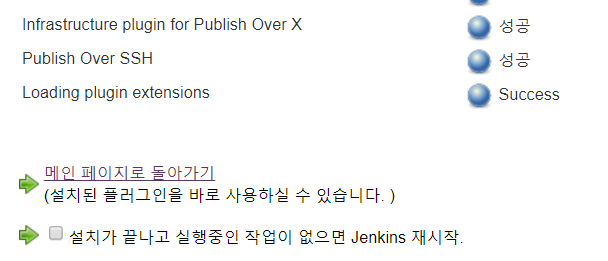 Infrastructure plugin for Publish Over X 성공
Publish Over SSH 성공
Loading plugin extensions Success
메인 페이지로 돌아가기
(설치된 플러그인을 바로 사용하실 수 있습니다. )
설치가 끝나고 실행중인 작업이 없으면 Jenkins 재시작.